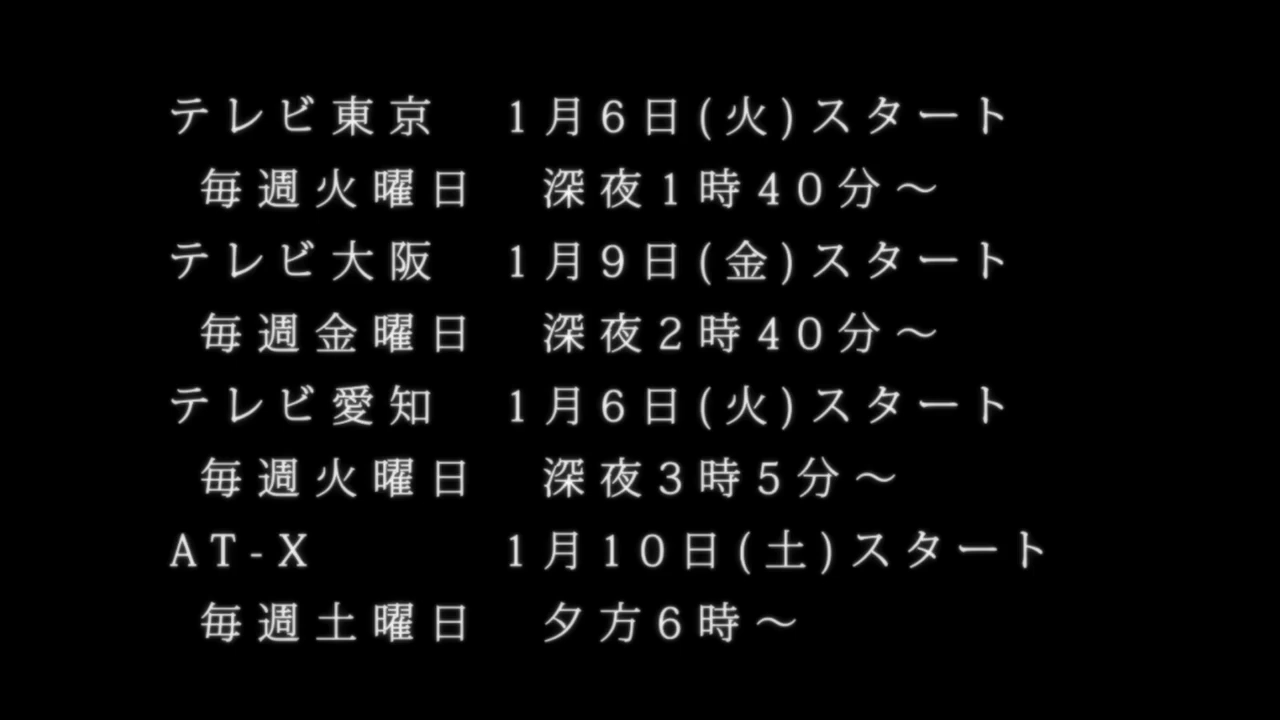 テレビ東京　1月6日(火)スタート
毎週火曜日　深夜1時40分～
テレビ大阪　1月9日(金)スタート
毎週金曜日　深夜2時40分～
テレビ愛知　1月6日(火)スタート
毎週火曜日　深夜3時5分～
AT-X　1月10日(土)スタート
毎週土曜日　夕方6時～